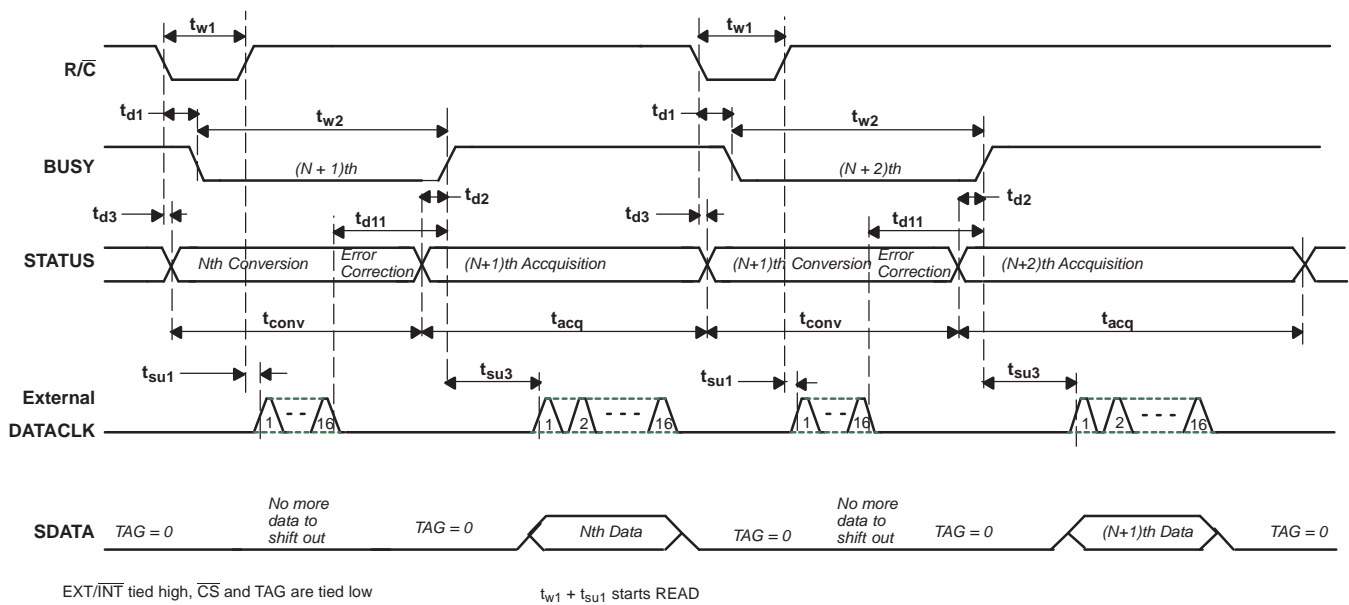 tw1 tw1
R/C̅
td1 tw2 td1 tw2
BUSY (N + 1)th (N + 2)th
td3 td2 td3 td2
td11 td11
STATUS Nth Conversion Error Correction (N+1)th Accquisition (N+1)th Conversion Error Correction (N+2)th Accquisition
tconv tacq tconv tacq
tsu1 tsu3 tsu1 tsu3
External
DATACLK 1 - - 16 1 2 - - - 16 1 - - 16 1 2 - - - 16
No more data to shift out No more data to shift out
SDATA TAG = 0 TAG = 0 Nth Data TAG = 0 TAG = 0 (N+1)th Data TAG = 0
EXT/I̅N̅T̅ tied high, C̅S̅ and TAG are tied low tw1 + tsu1 starts READ